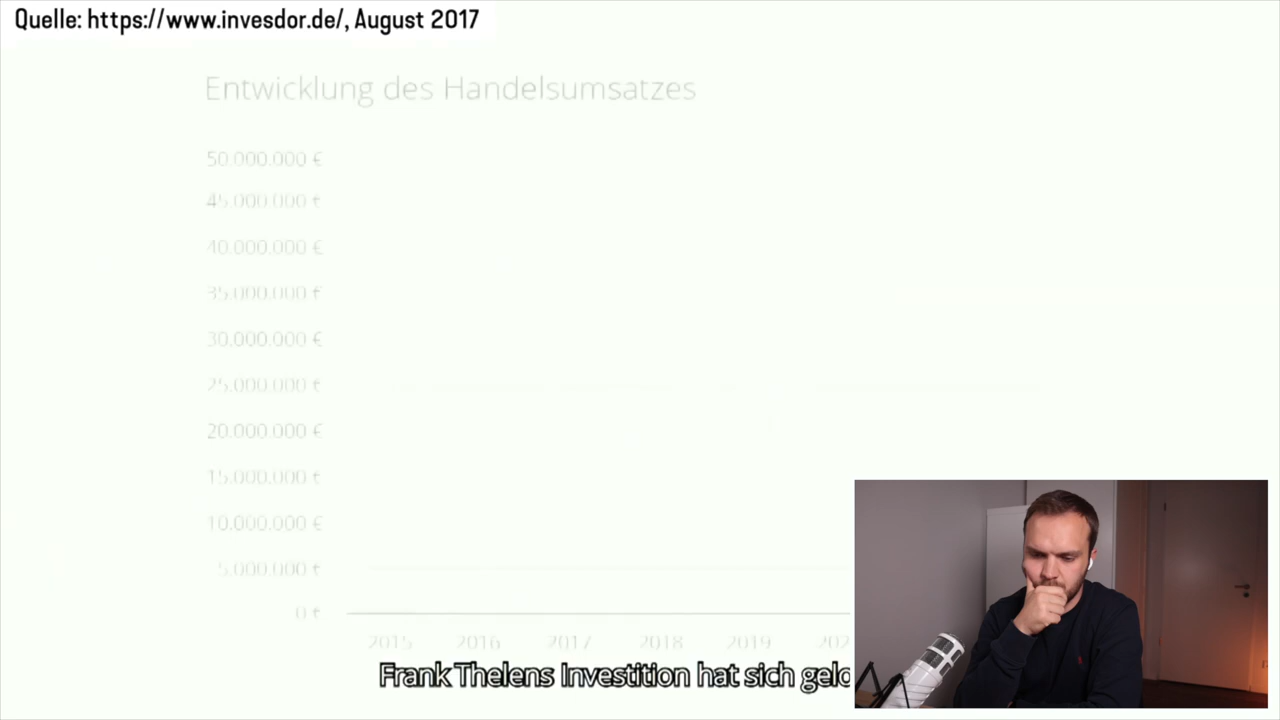 Quelle: https://www.invesdor.de/, August 2017
Entwicklung des Handelsumsatzes
50.000.000 €
45.000.000 €
40.000.000 €
35.000.000 €
30.000.000 €
25.000.000 €
20.000.000 €
15.000.000 €
10.000.000 €
5.000.000 €
0 €
2015 2016 2017 2018 2019
Frank Thelens Investition hat sich